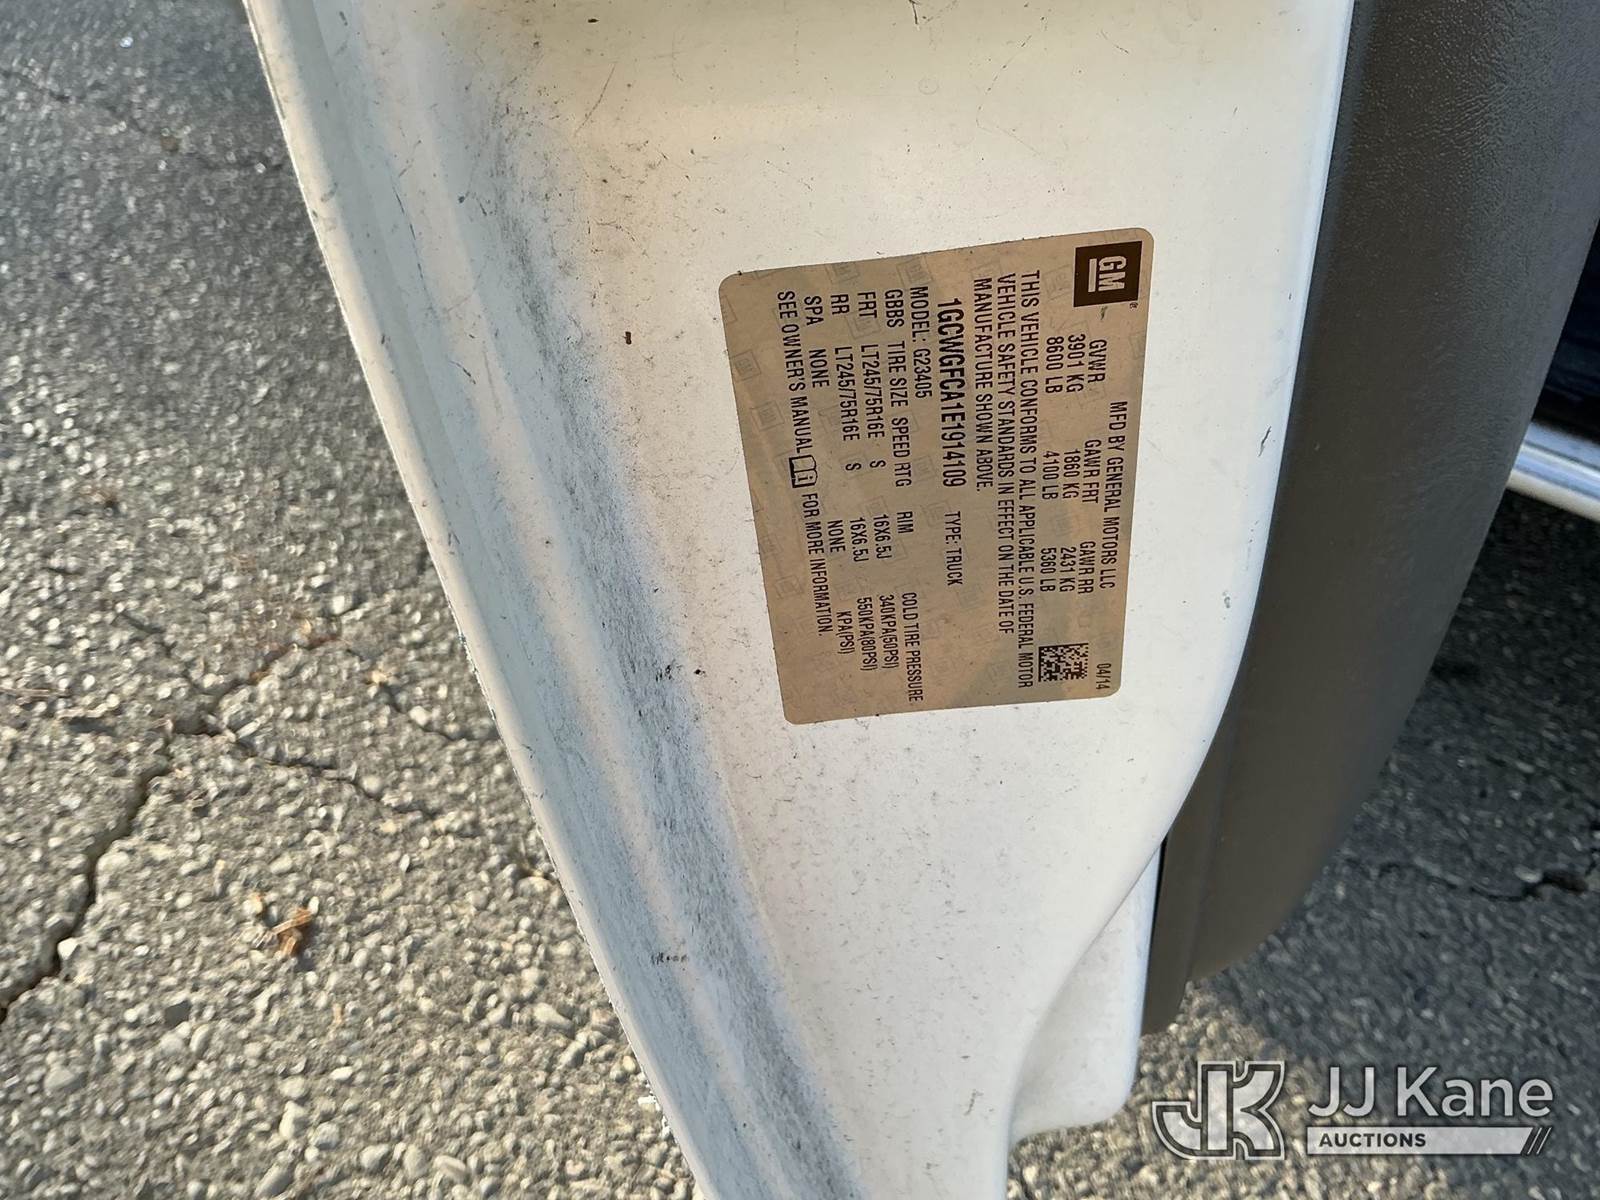 GM
MFD BY GENERAL MOTORS LLC 04/14
GVWR GAWR FRT GAWR RR
3901 KG 1860 KG 2431 KG
8600 LB 4100 LB 5360 LB
THIS VEHICLE CONFORMS TO ALL APPLICABLE U.S. FEDERAL MOTOR
VEHICLE SAFETY STANDARDS IN EFFECT ON THE DATE OF
MANUFACTURE SHOWN ABOVE.
1GCWGFCA1E1914109 TYPE: TRUCK
MODEL: G23405
GBBS TIRE SIZE SPEED RTG RIM COLD TIRE PRESSURE
FRT LT245/75R16E S 16X6.5J 340KPA(50PSI)
RR LT245/75R16E S 16X6.5J 550KPA(80PSI)
SPA NONE NONE KPA(PSI)
SEE OWNER'S MANUAL FOR MORE INFORMATION.
JK JJ Kane
AUCTIONS